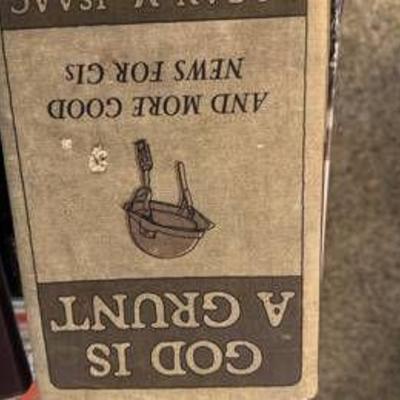 GOD IS
A GRUNT
AND MORE GOOD
NEWS FOR GIs
M. ISAAC